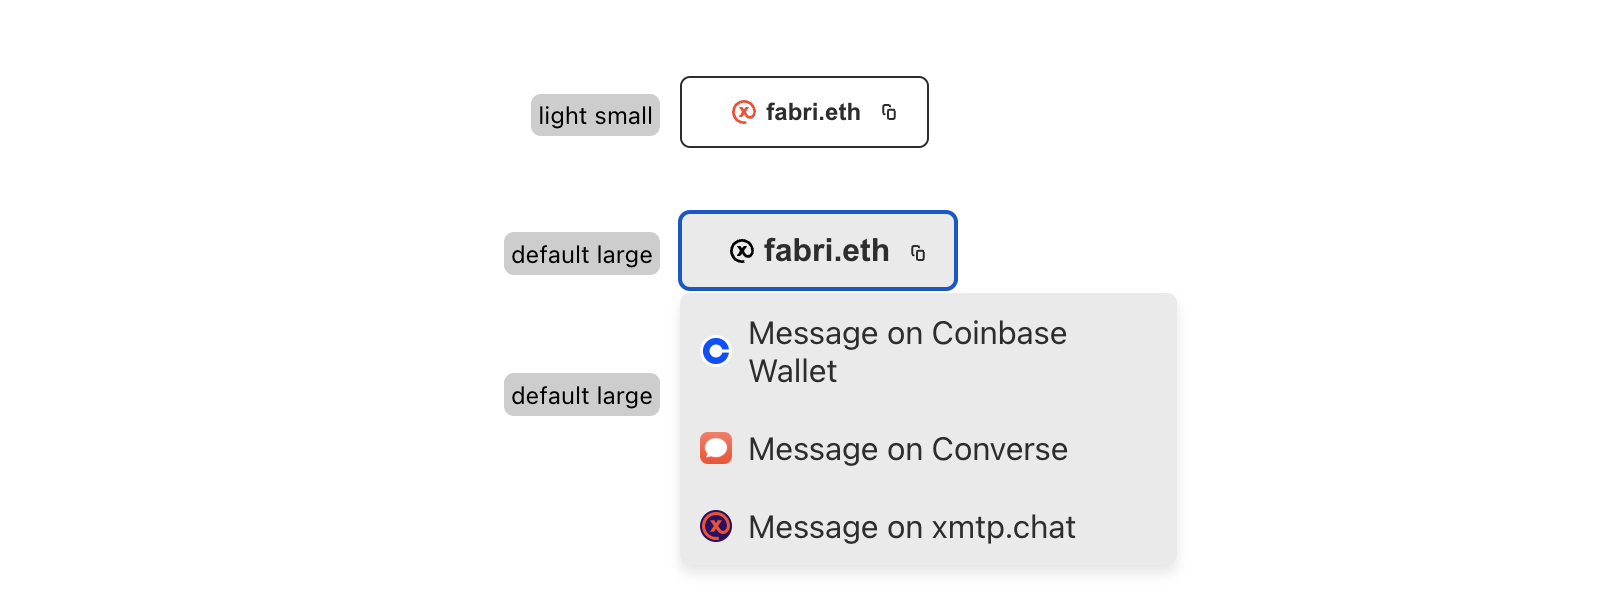 light small
fabri.eth
default large
fabri.eth
Message on Coinbase
Wallet
default large
Message on Converse
Message on xmtp.chat